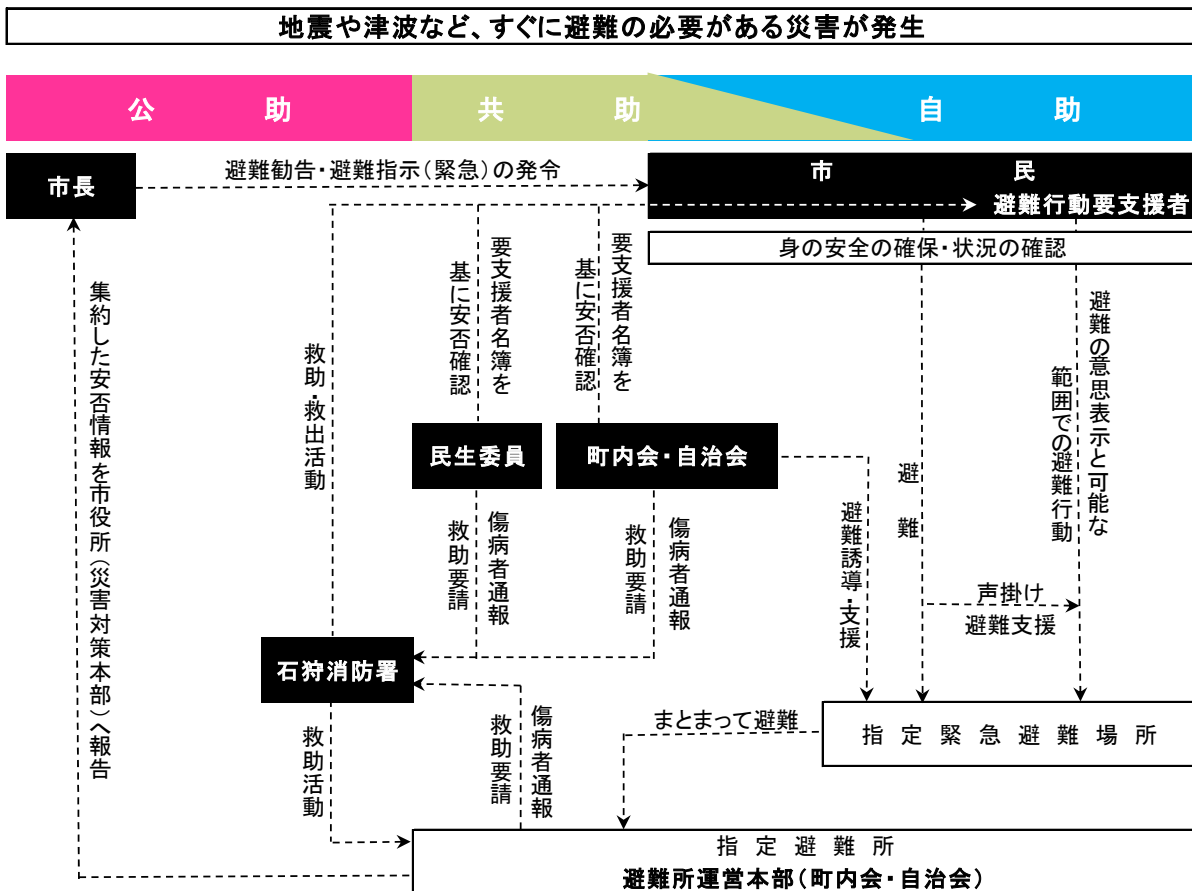 地震や津波など、すぐに避難の必要がある災害が発生
公助
共助
自助
市長
避難勧告・避難指示(緊急)の発令
市民
避難行動要支援者
身の安全の確保・状況の確認
集約した安否情報を市役所(災害対策本部)へ報告
救助・救出活動
要支援者名簿を
基に安否確認
要支援者名簿を
基に安否確認
避難の意思表示と可能な
範囲での避難行動
民生委員
町内会・自治会
避難
傷病者通報
救助要請
傷病者通報
救助要請
避難誘導・支援
声掛け
避難支援
石狩消防署
まとまって避難
指定緊急避難場所
救助活動
傷病者通報
救助要請
指定避難所
避難所運営本部(町内会・自治会)